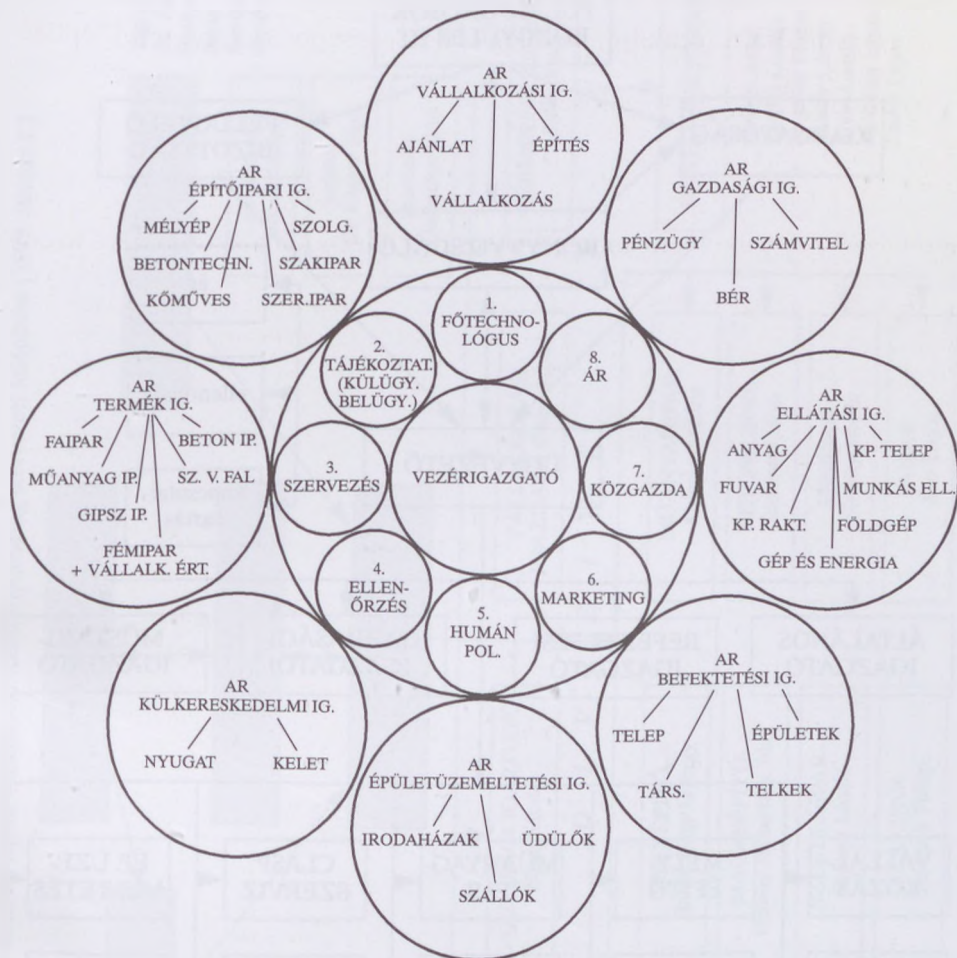 AR
VÁLLALKOZÁSI IG.
AJÁNLAT
ÉPÍTÉS
VÁLLALKOZÁS
AR
ÉPÍTŐIPARI IG.
MÉLYÉP
SZOLG.
BETONTECHN.
SZAKIPAR
KŐMŰVES
SZER.IPAR
AR
GAZDASÁGI IG.
PÉNZÜGY
SZÁMVITEL
BÉR
1.
FŐTECHNO-
LÓGUS
2.
TÁJÉKOZTAT.
(KÜLÜGY.
BELÜGY.)
8.
ÁR
AR
TERMÉK IG.
FAIPAR
BETON IP.
MŰANYAG IP.
SZ. V. FAL
GIPSZ IP.
FÉMIPAR
+ VÁLLALK. ÉRT.
3.
SZERVEZÉS
VEZÉRIGAZGATÓ
7.
KÖZGAZDA
AR
ELLÁTÁSI IG.
ANYAG
KP. TELEP
FUVAR
MUNKÁS ELL.
KP. RAKT.
FÖLDGÉP
GÉP ÉS ENERGIA
4.
ELLEN-
ŐRZÉS
5.
HUMÁN
POL.
6.
MARKETING
AR
KÜLKERESKEDELMI IG.
NYUGAT
KELET
AR
ÉPÜLETÜZEMELTETÉSI IG.
IRODAHÁZAK
ÜDÜLŐK
SZÁLLÓK
AR
BEFEKTETÉSI IG.
TELEP
ÉPÜLETEK
TÁRS.
TELKEK